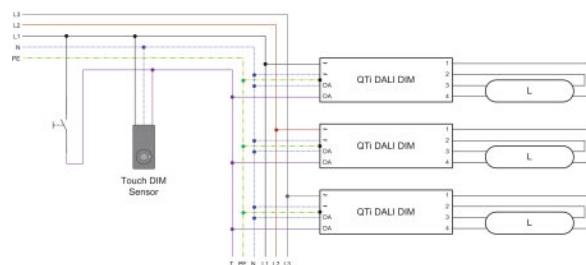 L3
L2
L1
N
PE
~
~
DA
DA
QTi DALI DIM
1
2
3
4
L
~
~
DA
DA
QTi DALI DIM
1
2
3
4
L
~
~
DA
DA
QTi DALI DIM
1
2
3
4
L
Touch DIM
Sensor
T PE N L1 L2 L3